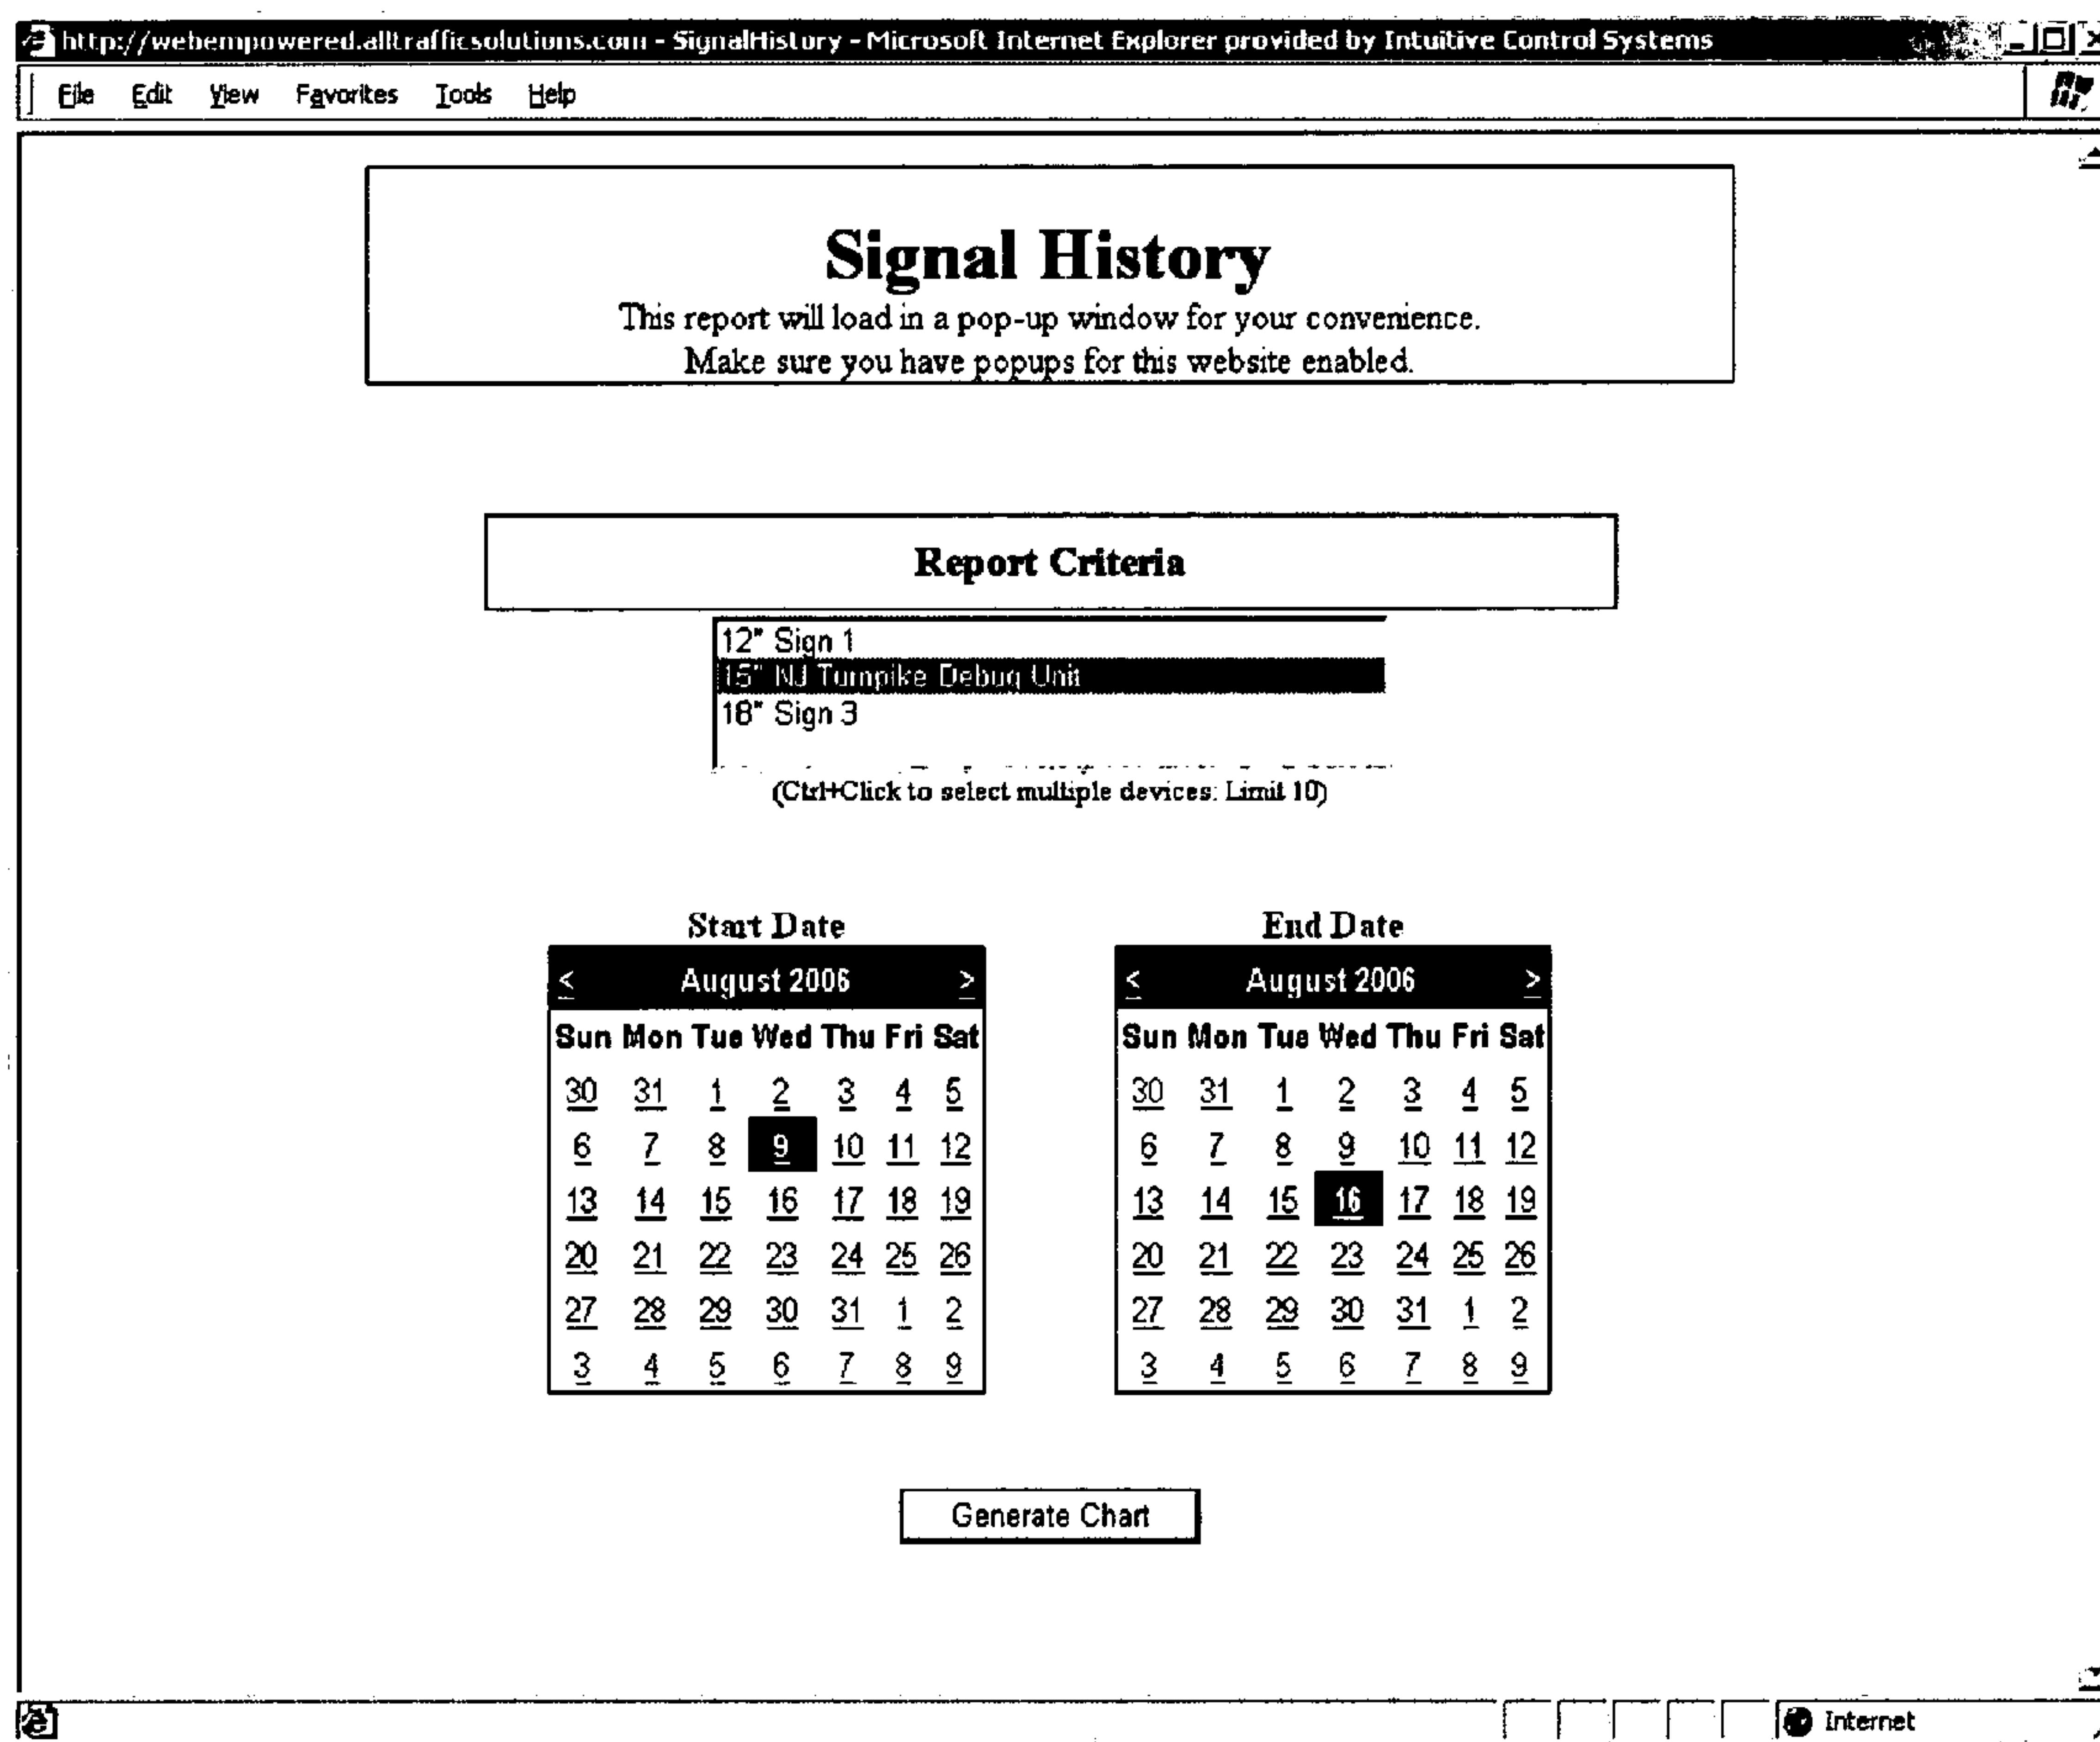 http://webempowered.alltrafficsolutions.com - SignalHistory - Microsoft Internet Explorer provided by Intuitive Control Systems
File Edit View Favorites Tools Help
Signal History
This report will load in a pop-up window for your convenience.
Make sure you have popups for this website enabled.
Report Criteria
12" Sign 1
15" NJ Turnpike Debug Unit
18" Sign 3
(Ctrl+Click to select multiple devices: Limit 10)
Start Date
< August 2006 >
Sun Mon Tue Wed Thu Fri Sat
30 31 1 2 3 4 5
6 7 8 9 10 11 12
13 14 15 16 17 18 19
20 21 22 23 24 25 26
27 28 29 30 31 1 2
3 4 5 6 7 8 9
End Date
< August 2006 >
Sun Mon Tue Wed Thu Fri Sat
30 31 1 2 3 4 5
6 7 8 9 10 11 12
13 14 15 16 17 18 19
20 21 22 23 24 25 26
27 28 29 30 31 1 2
3 4 5 6 7 8 9
Generate Chart
Internet